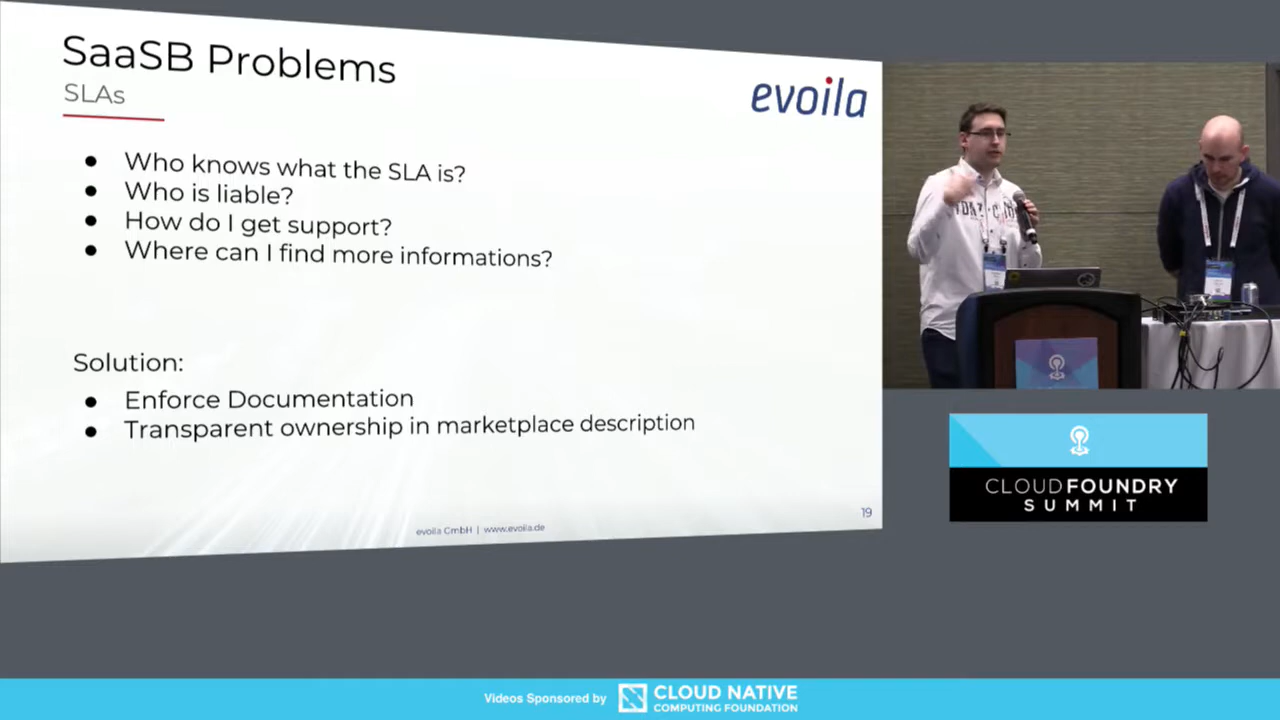 SaaSB Problems
SLAs
evoila
● Who knows what the SLA is?
● Who is liable?
● How do I get support?
● Where can I find more informations?
Solution:
● Enforce Documentation
● Transparent ownership in marketplace description
evoila GmbH | www.evoila.de
19
CLOUD FOUNDRY
SUMMIT
Videos Sponsored by
CLOUD NATIVE
COMPUTING FOUNDATION